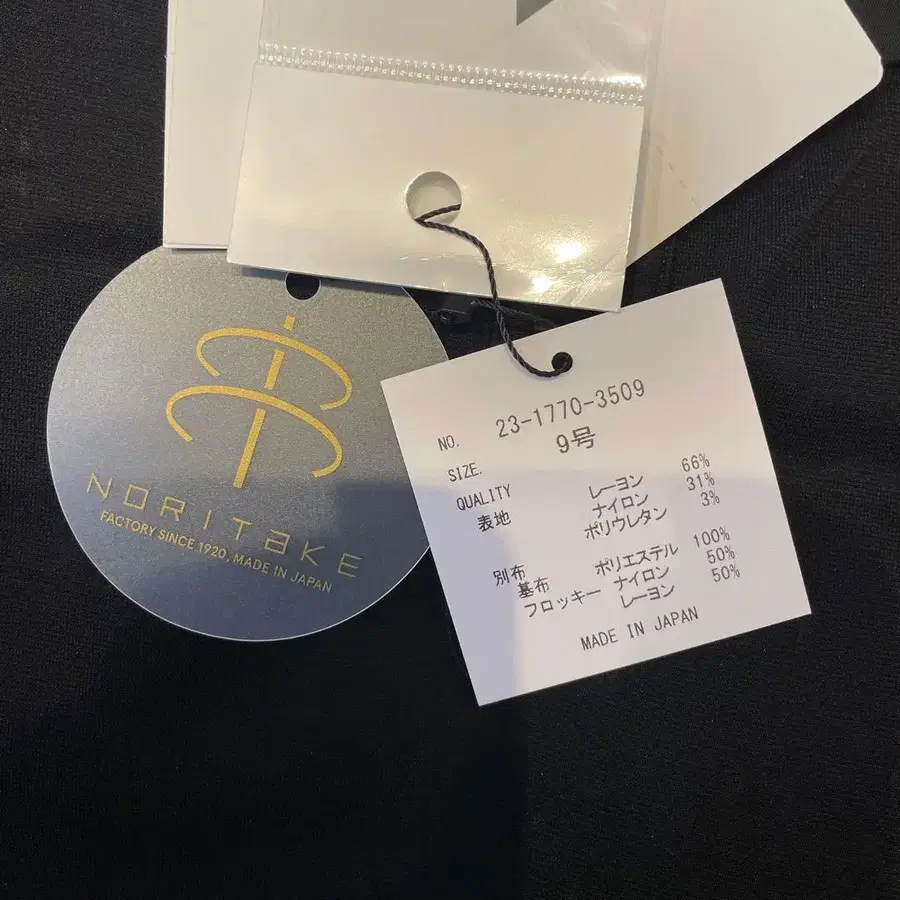 NORITAKE
FACTORY SINCE 1920, MADE IN JAPAN
NO. 23-1770-3509
SIZE. 9号
QUALITY
表地 レーヨン 66%
ナイロン 31%
ポリウレタン 3%
別布
基布 ポリエステル 100%
フロッキー ナイロン 50%
レーヨン 50%
MADE IN JAPAN